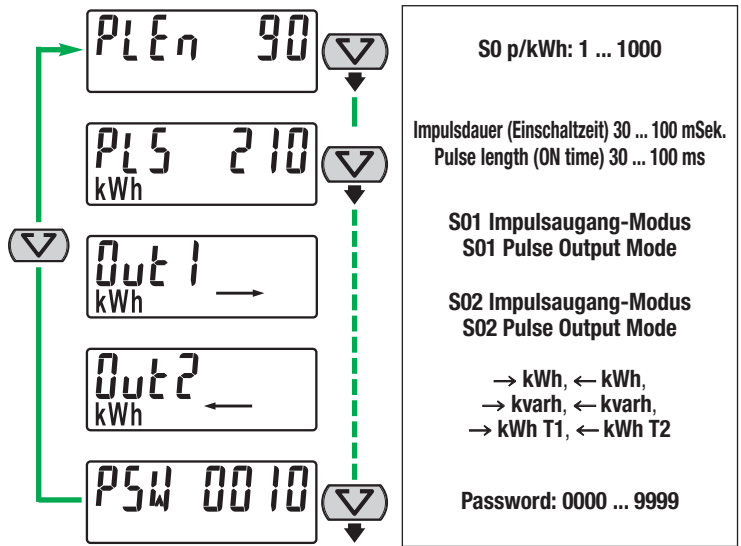 PLEn 90
PLS 210
kWh
Out 1
kWh →
Out2
kWh ←
PSW 0010
S0 p/kWh: 1 ... 1000
Impulsdauer (Einschaltzeit) 30 ... 100 mSek.
Pulse length (ON time) 30 ... 100 ms
S01 Impulsaugang-Modus
S01 Pulse Output Mode
S02 Impulsaugang-Modus
S02 Pulse Output Mode
→ kWh, ← kWh,
→ kvarh, ← kvarh,
→ kWh T1, ← kWh T2
Password: 0000 ... 9999